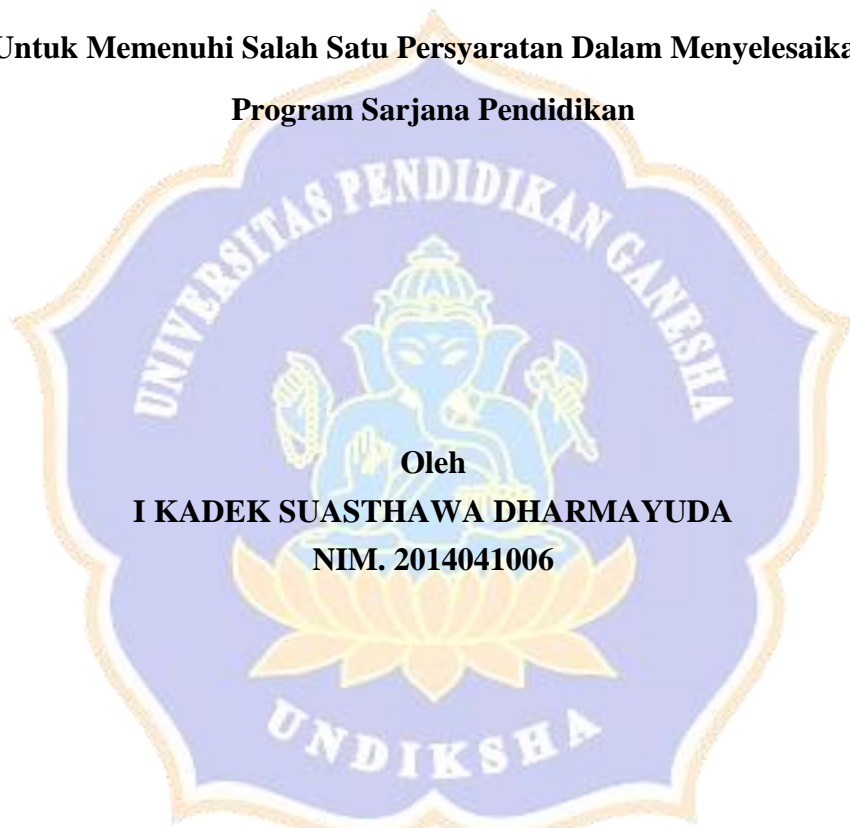 Untuk Memenuhi Salah Satu Persyaratan Dalam Menyelesaika
Program Sarjana Pendidikan
UNIVERSITAS PENDIDIKAN GANESHA
Oleh
I KADEK SUASTHAWA DHARMAYUDA
NIM. 2014041006
UNDIKSHA